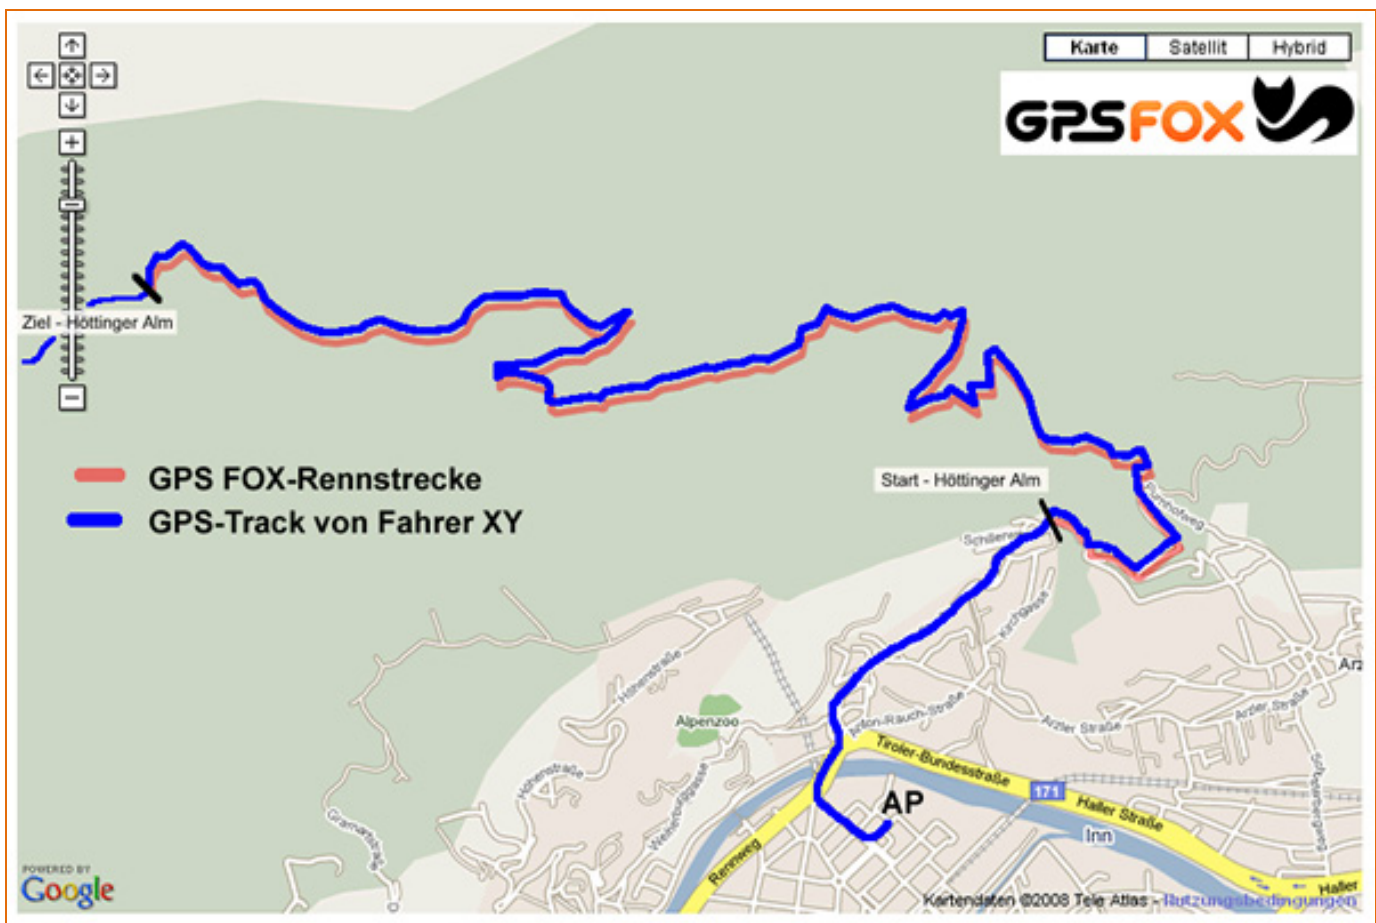 Karte
Satellit
Hybrid
GPSFOX
Ziel - Höttinger Alm
GPS FOX-Rennstrecke
GPS-Track von Fahrer XY
Start - Höttinger Alm
Purnhofweg
Kirchgasse
Höhenstraße
Alpenzoo
Anton-Rauch-Straße
Arzler Straße
Arzler Straße
Arz
Höhenstraße
Weiherburggasse
Gramartstraße
Tiroler-Bundesstraße
171
Haller Straße
AP
Inn
Rennweg
Haller
POWERED BY
Google
Kartendaten ©2008 Tele Atlas - Nutzungsbedingungen